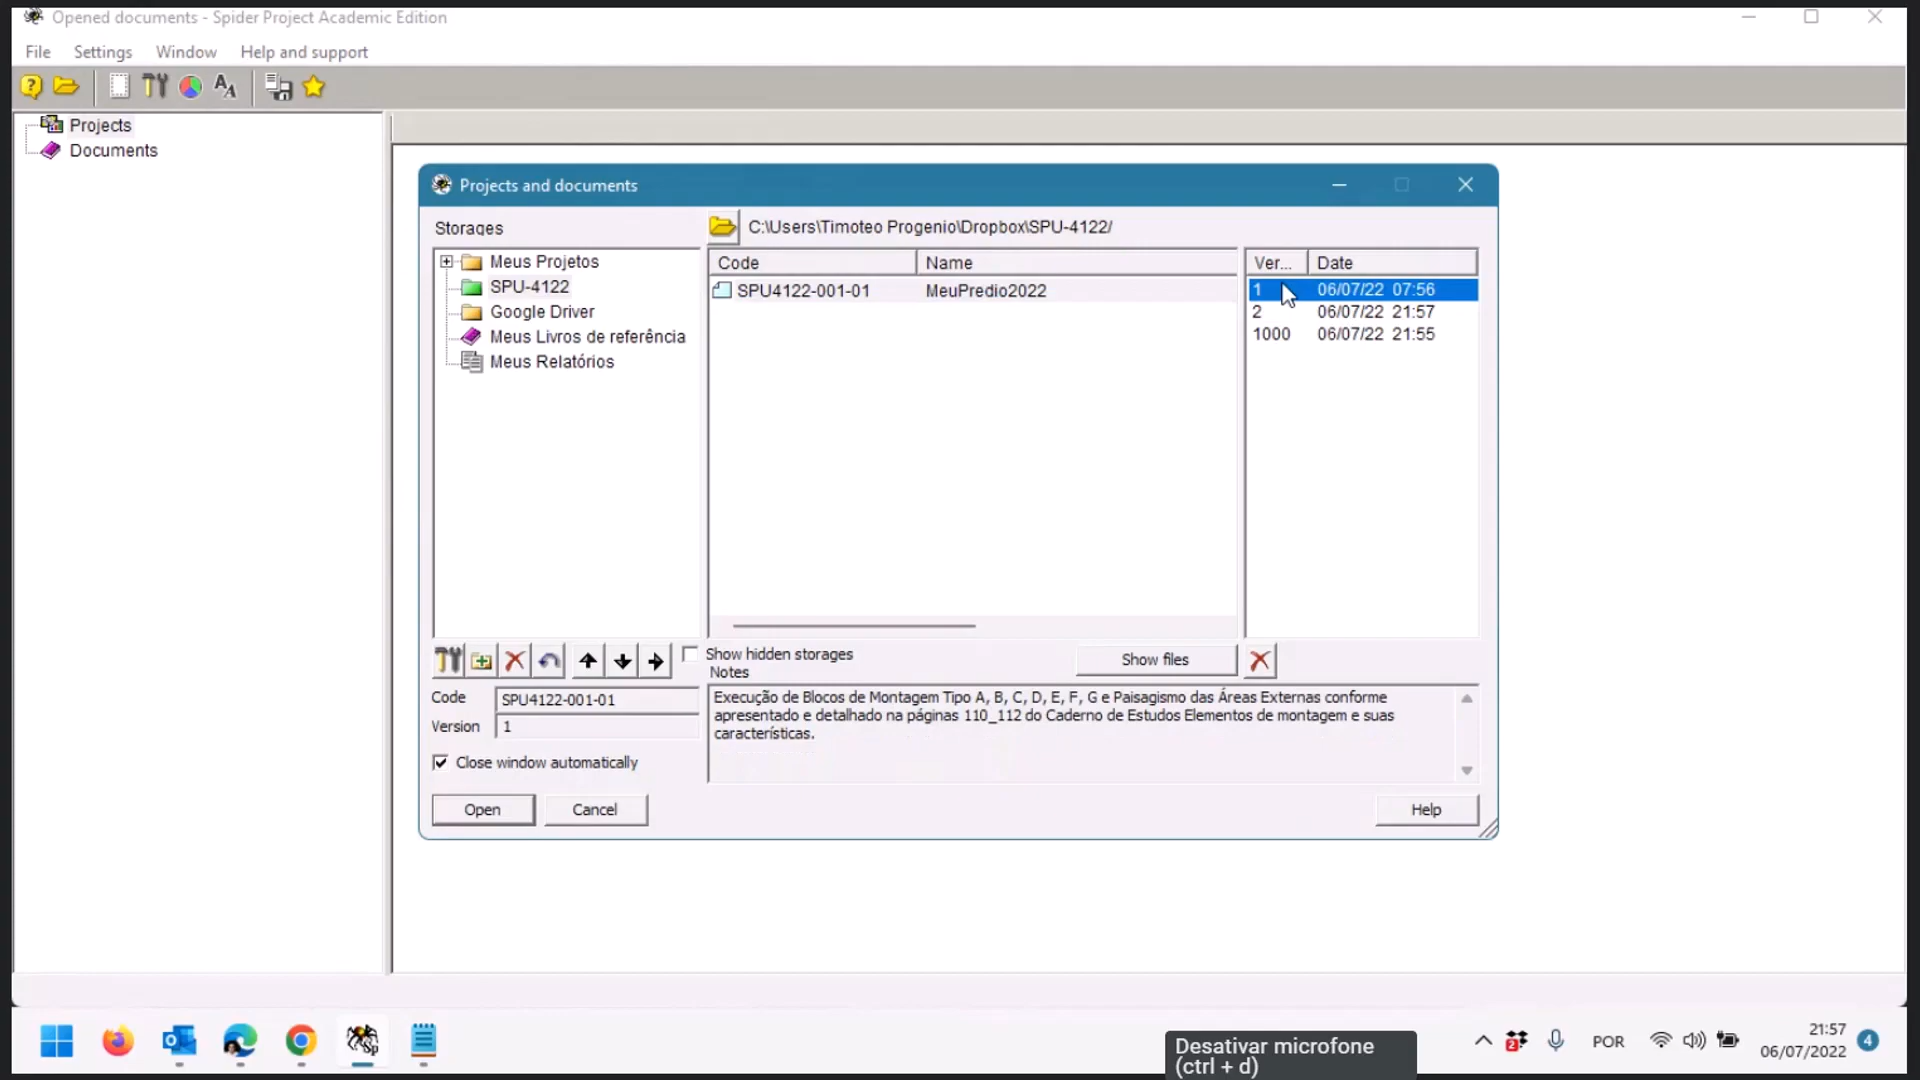 Opened documents - Spider Project Academic Edition
File Settings Window Help and support
Projects
Documents
Projects and documents
Storages
C:\Users\Timoteo Progenio\Dropbox\SPU-4122/
Meus Projetos
SPU-4122
Google Driver
Meus Livros de referência
Meus Relatórios
Code Name
SPU4122-001-01 MeuPredio2022
Ver... Date
1 06/07/22 07:56
2 06/07/22 21:57
1000 06/07/22 21:55
Show hidden storages
Show files
Notes
Code SPU4122-001-01
Version 1
Execução de Blocos de Montagem Tipo A, B, C, D, E, F, G e Paisagismo das Áreas Externas conforme
apresentado e detalhado na páginas 110_112 do Caderno de Estudos Elementos de montagem e suas
características.
Close window automatically
Open Cancel Help
Desativar microfone
(ctrl + d)
2
POR
21:57
06/07/2022
4